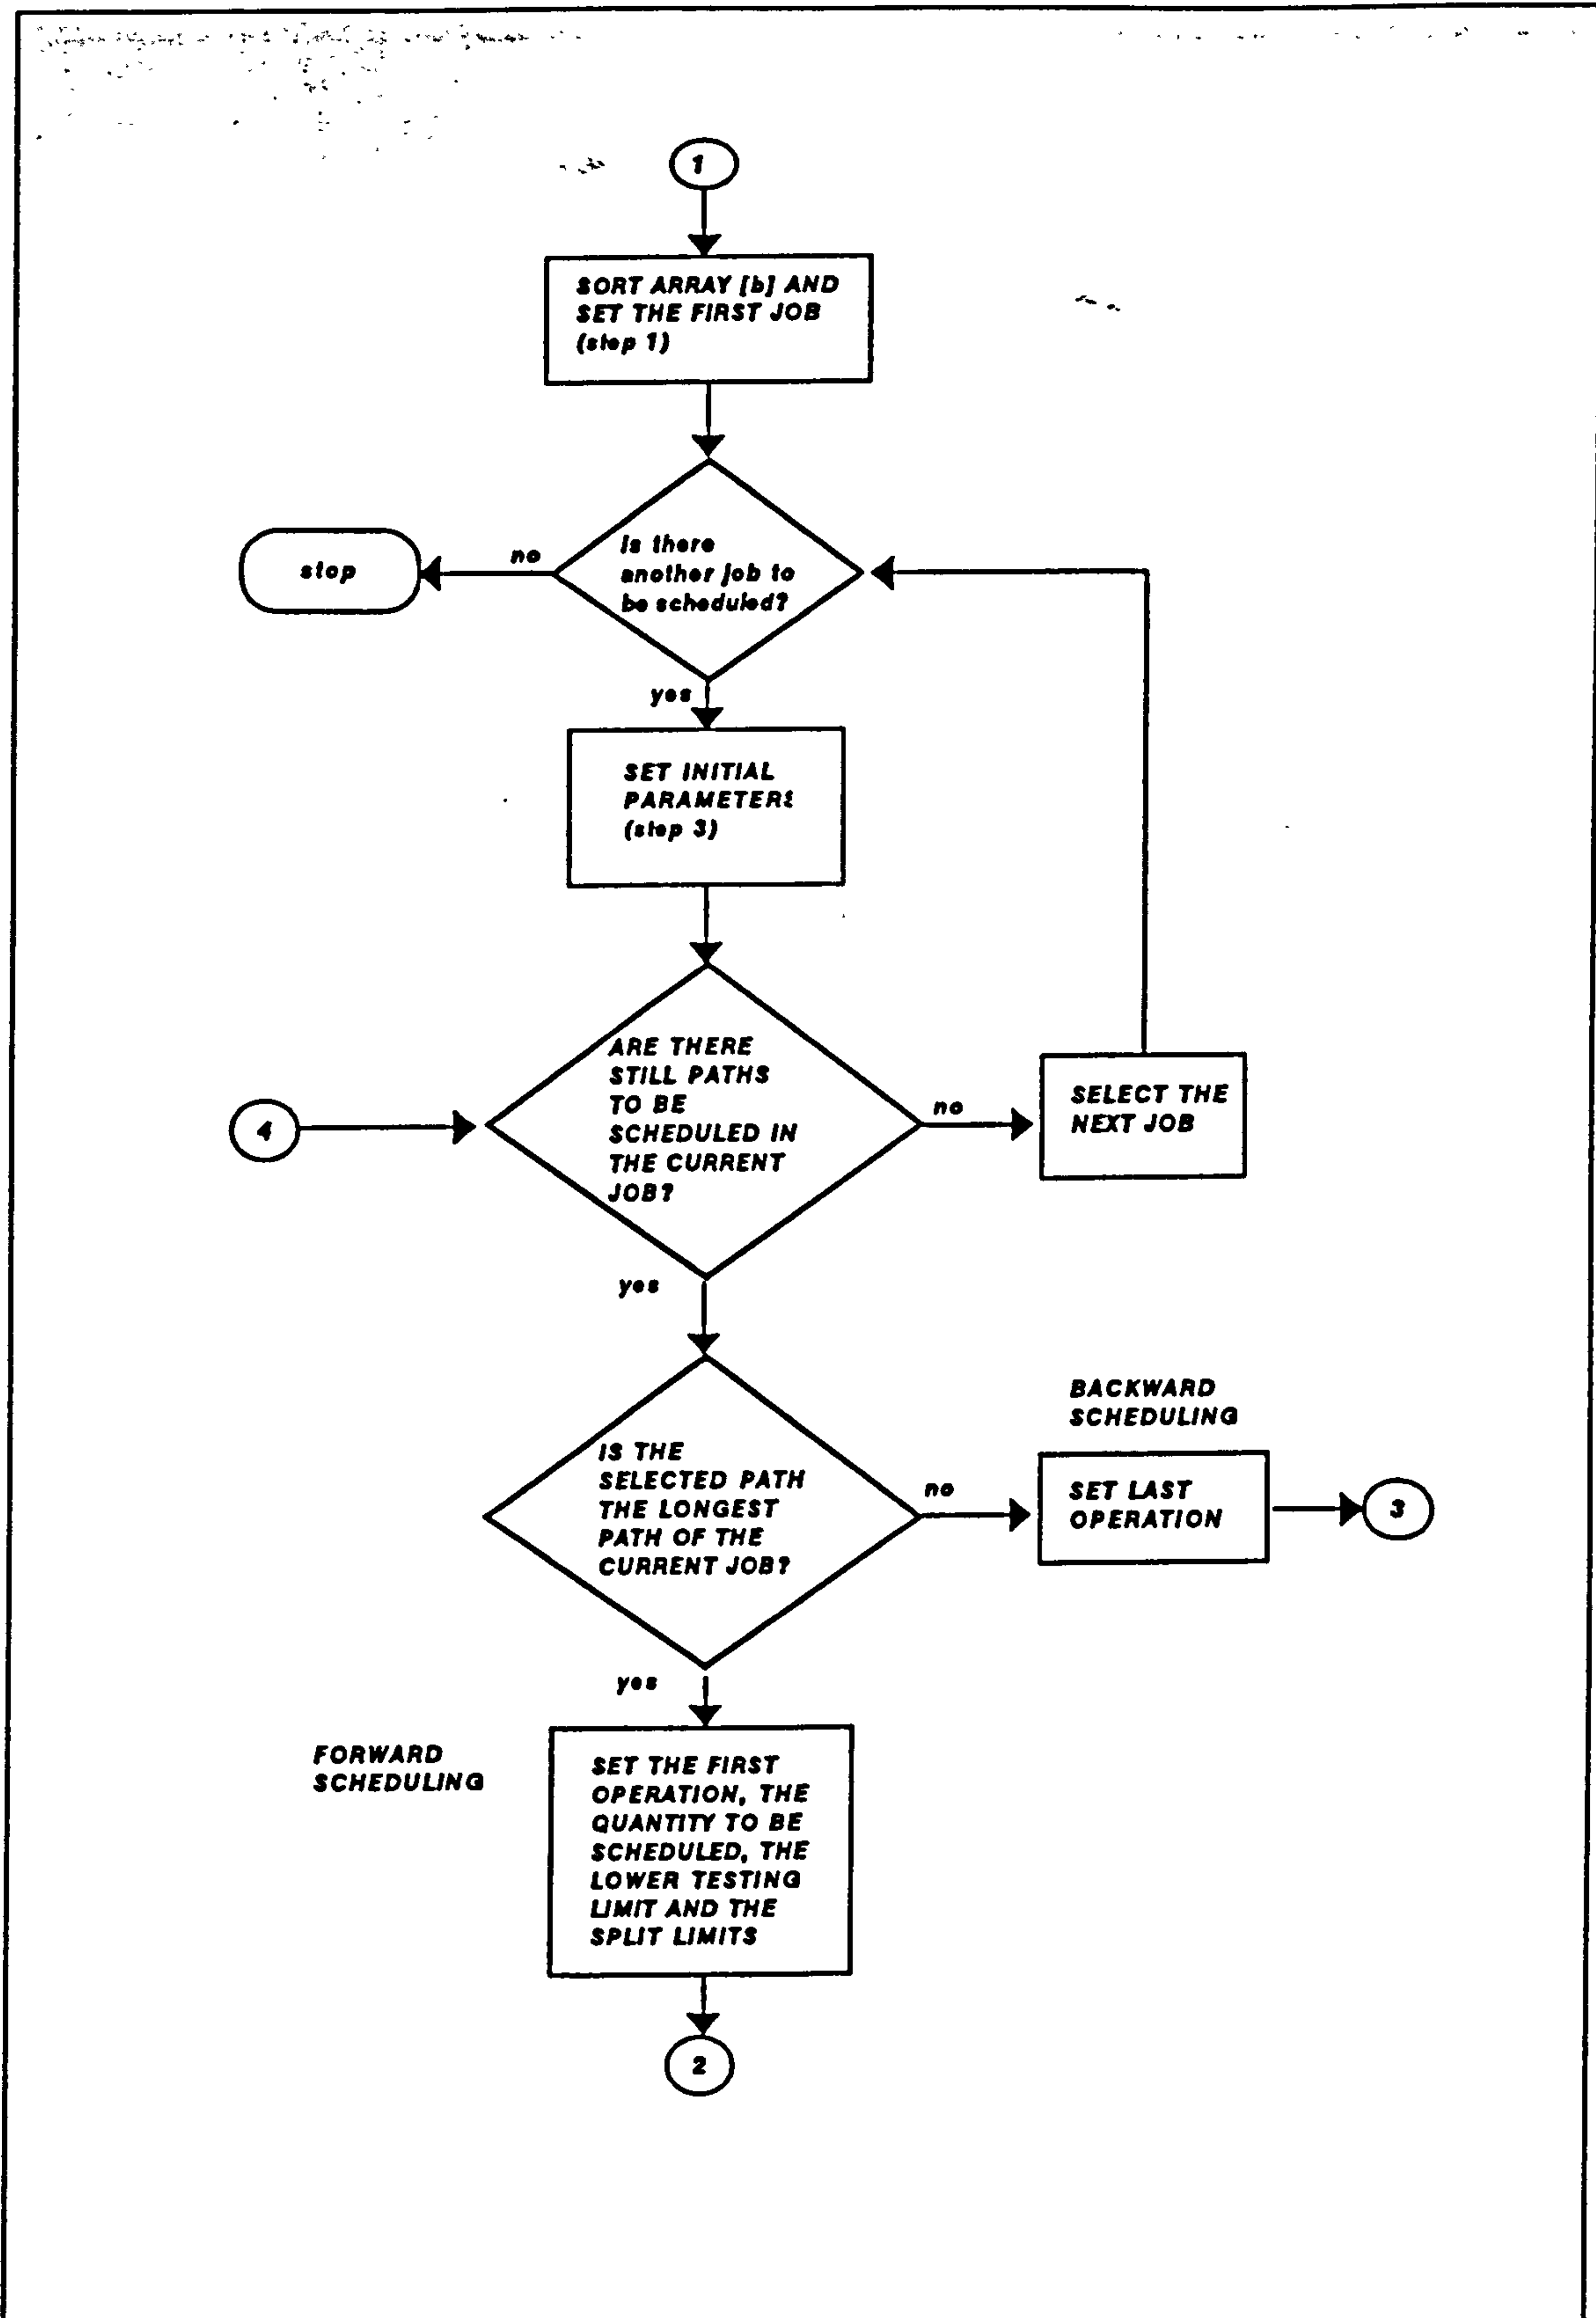 1
SORT ARRAY [b] AND
SET THE FIRST JOB
(step 1)
Is there
another job to
be scheduled?
no
stop
yes
SET INITIAL
PARAMETERS
(step 3)
ARE THERE
STILL PATHS
TO BE
SCHEDULED IN
THE CURRENT
JOB?
4
no
SELECT THE
NEXT JOB
yes
IS THE
SELECTED PATH
THE LONGEST
PATH OF THE
CURRENT JOB?
no
BACKWARD
SCHEDULING
SET LAST
OPERATION
3
yes
FORWARD
SCHEDULING
SET THE FIRST
OPERATION, THE
QUANTITY TO BE
SCHEDULED, THE
LOWER TESTING
LIMIT AND THE
SPLIT LIMITS
2